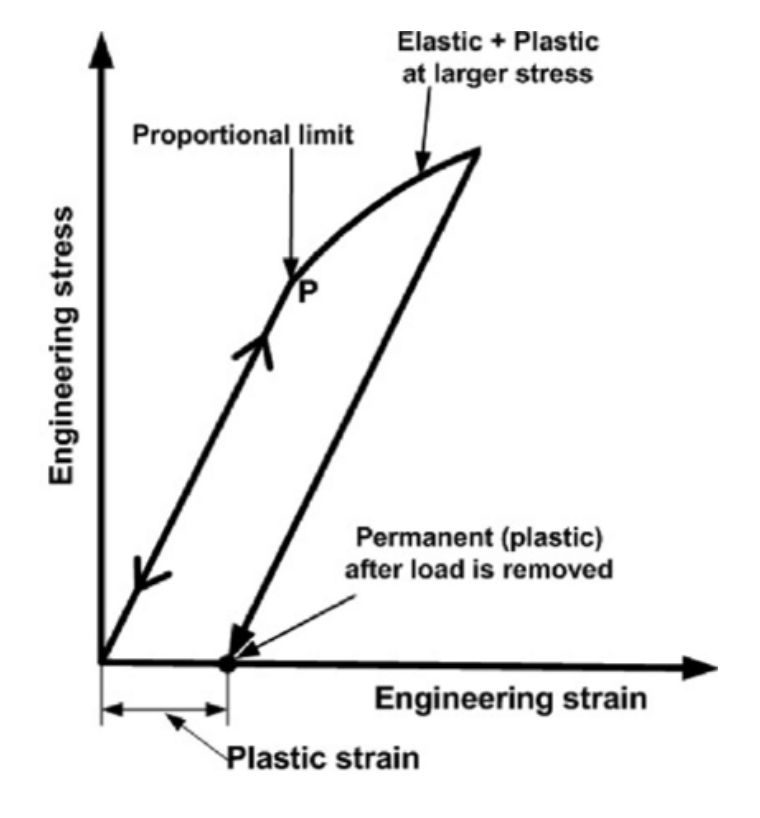 Elastic + Plastic
at larger stress
Proportional limit
P
Engineering stress
Permanent (plastic)
after load is removed
Engineering strain
Plastic strain